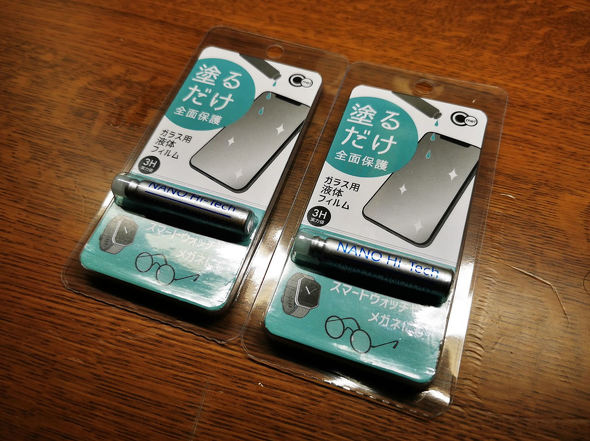 塗る
だけ
全面保護
ガラス用
液体
フィルム
3H
NANO Hi-Tech
スマートウォッチ
メガネに
塗る
だけ
全面保護
ガラス用
液体
フィルム
3H
NANO Hi-Tech
スマートウォッチ
メガネに